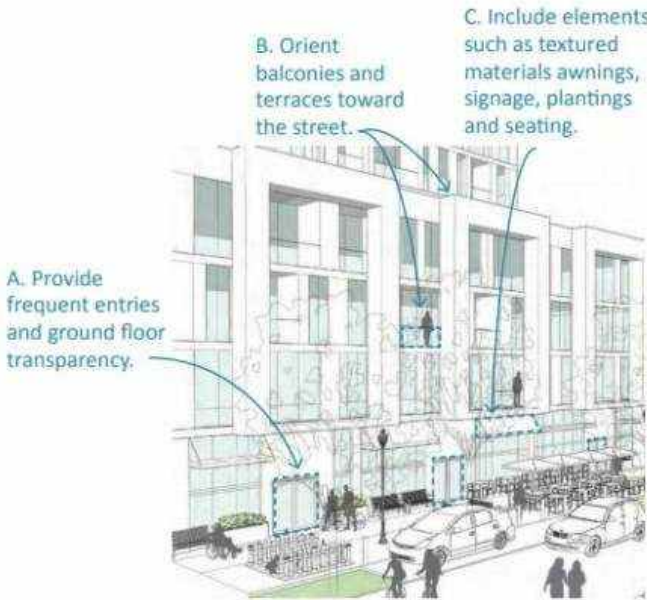 C. Include elements
such as textured
materials awnings,
signage, plantings
and seating.
B. Orient
balconies and
terraces toward
the street.
A. Provide
frequent entries
and ground floor
transparency.